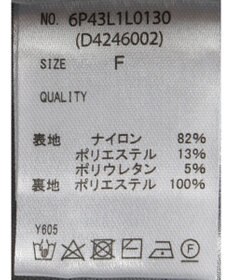 NO. 6P43L1L0130
(D4246002)
SIZE F
QUALITY
表地 ナイロン 82%
ポリエステル 13%
ポリウレタン 5%
裏地 ポリエステル 100%
Y605
F